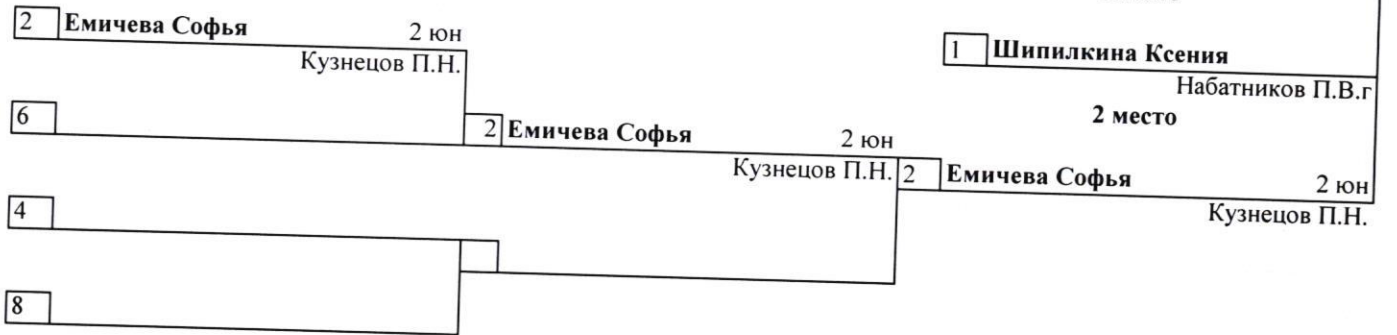 2 Емичева Софья 2 юн
Кузнецов П.Н.
6
2 Емичева Софья 2 юн
Кузнецов П.Н.
4
8
1 Шипилкина Ксения
Набатников П.В.г
2 место
2 Емичева Софья 2 юн
Кузнецов П.Н.